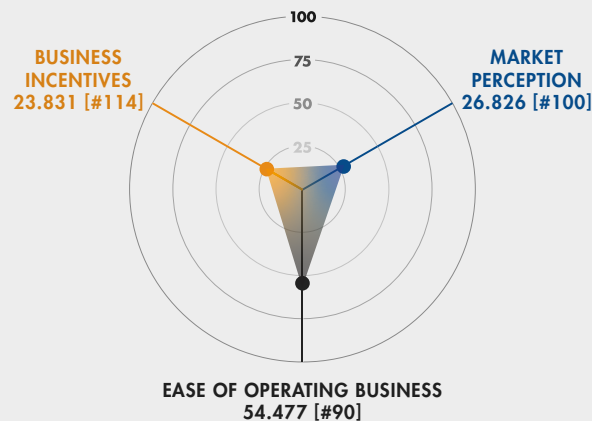 100
75
50
25
BUSINESS
INCENTIVES
23.831 [#114]
MARKET
PERCEPTION
26.826 [#100]
EASE OF OPERATING BUSINESS
54.477 [#90]